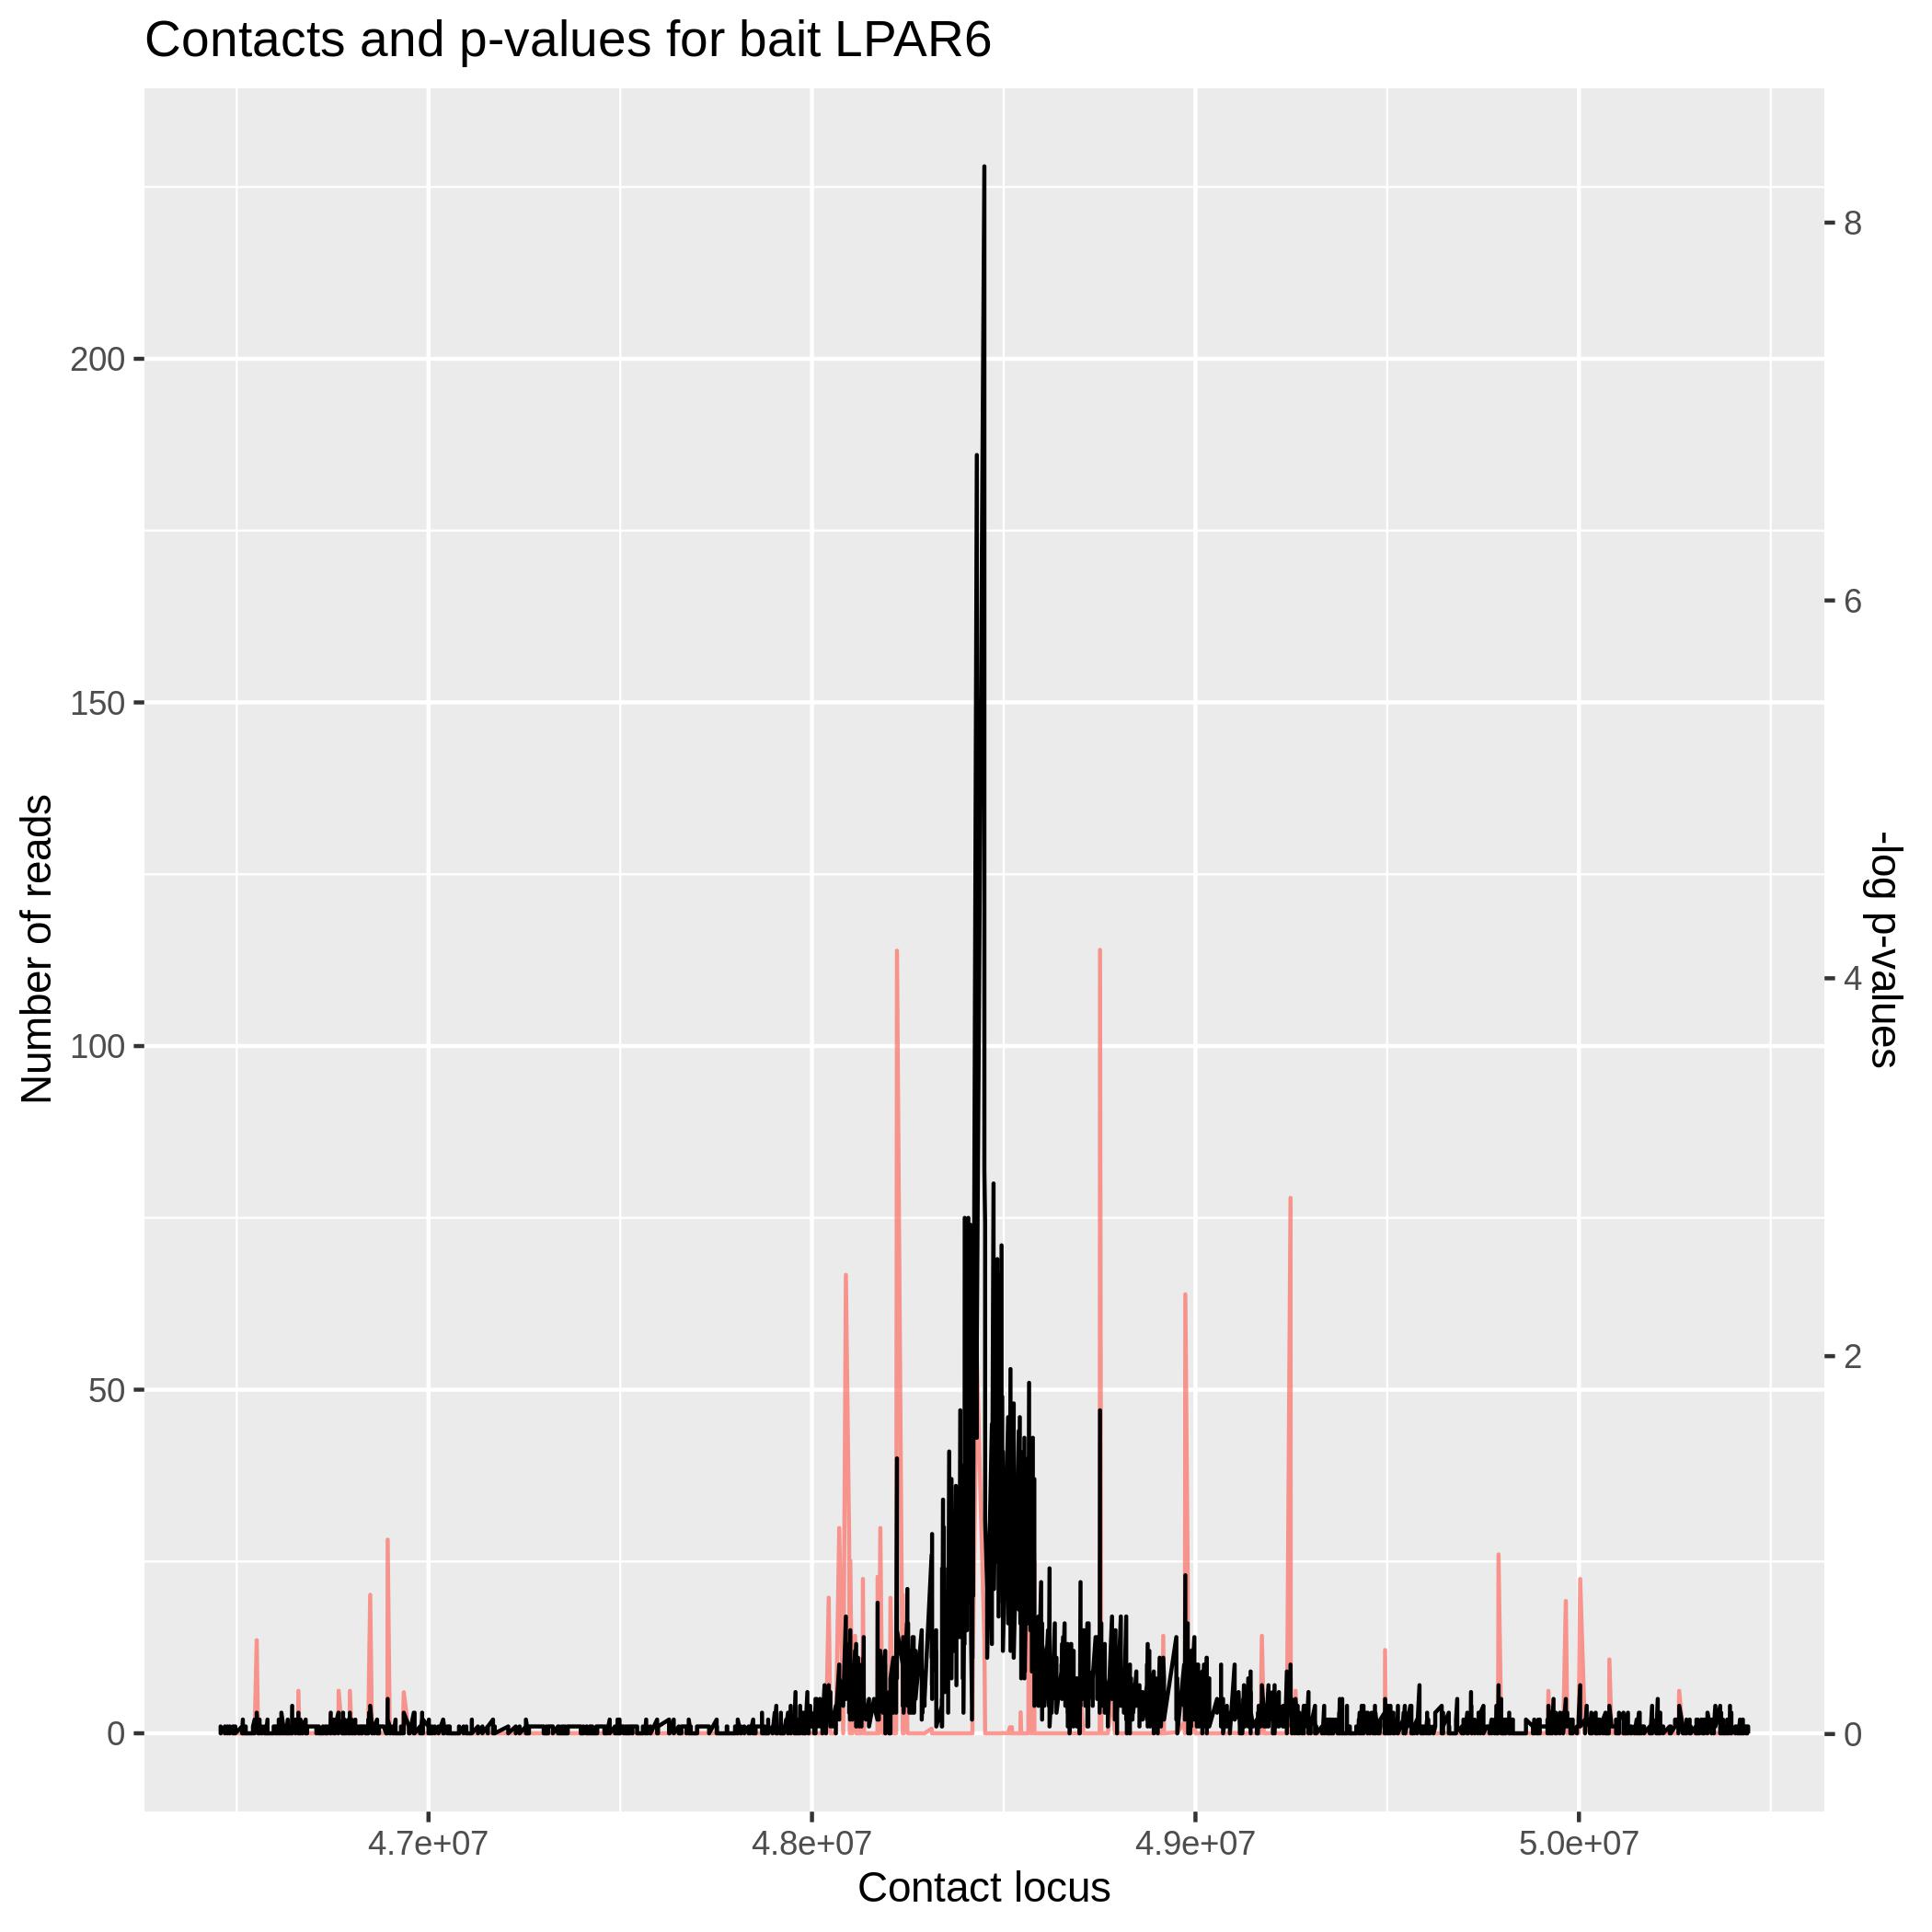 Contacts and p-values for bait LPAR6
Number of reads
200
150
100
50
0
8
6
4
2
0
-log p-values
4.7e+07
4.8e+07
4.9e+07
5.0e+07
Contact locus